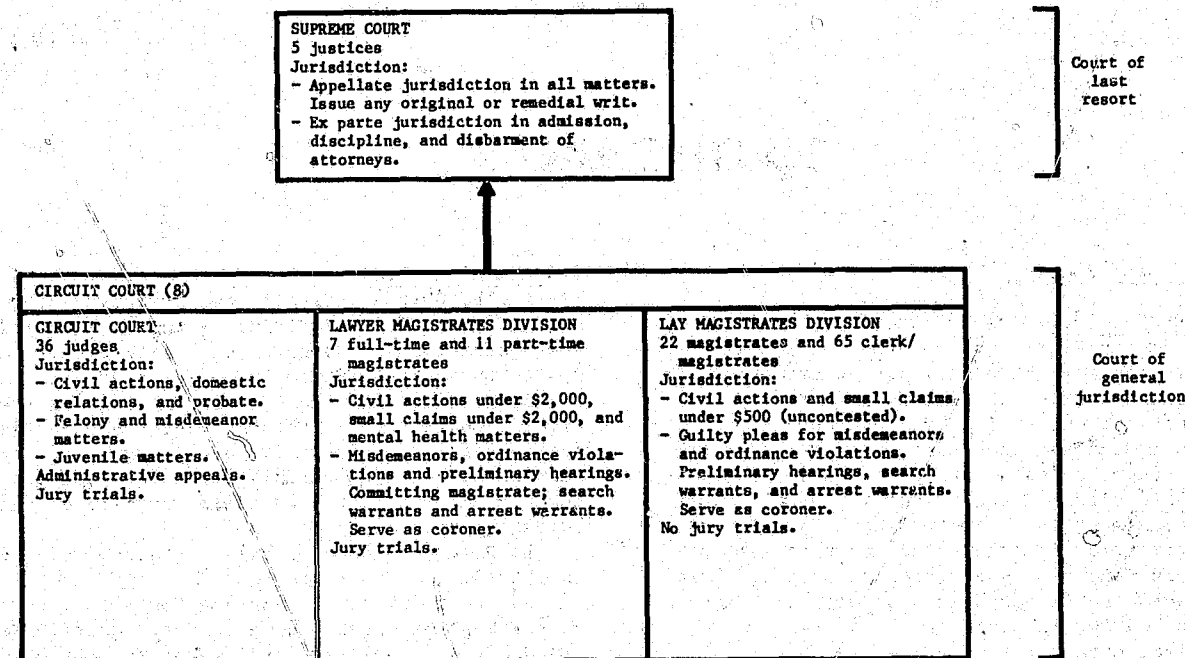 SUPREME COURT
5 justices
Jurisdiction:
- Appellate jurisdiction in all matters.
Issue any original or remedial writ.
- Ex parte jurisdiction in admission,
discipline, and disbarment of
attorneys.
Court of
last
resort
CIRCUIT COURT (8)
CIRCUIT COURT
36 judges
Jurisdiction:
- Civil actions, domestic
relations, and probate.
- Felony and misdemeanor
matters.
- Juvenile matters.
Administrative appeals.
Jury trials.
LAWYER MAGISTRATES DIVISION
7 full-time and 11 part-time
magistrates
Jurisdiction:
- Civil actions under $2,000,
small claims under $2,000, and
mental health matters.
- Misdemeanors, ordinance viola-
tions and preliminary hearings.
Committing magistrate; search
warrants and arrest warrants.
Serve as coroner.
Jury trials.
LAY MAGISTRATES DIVISION
22 magistrates and 65 clerk/
magistrates
Jurisdiction:
- Civil actions and small claims
under $500 (uncontested).
- Guilty pleas for misdemeanors
and ordinance violations.
Preliminary hearings, search
warrants, and arrest warrants.
Serve as coroner.
No jury trials.
Court of
general
jurisdiction